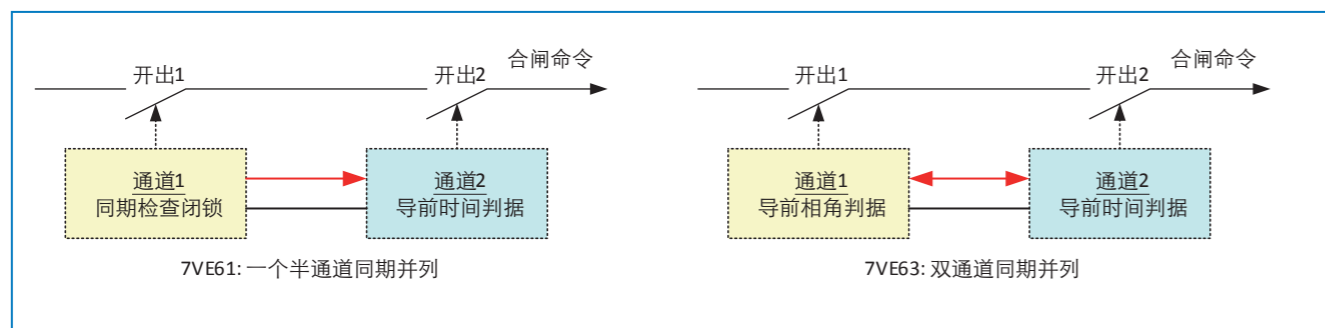 合闸命令
开出1
开出2
通道1
同期检查闭锁
通道2
导前时间判据
7VE61: 一个半通道同期并列
合闸命令
开出1
开出2
通道1
导前相角判据
通道2
导前时间判据
7VE63: 双通道同期并列